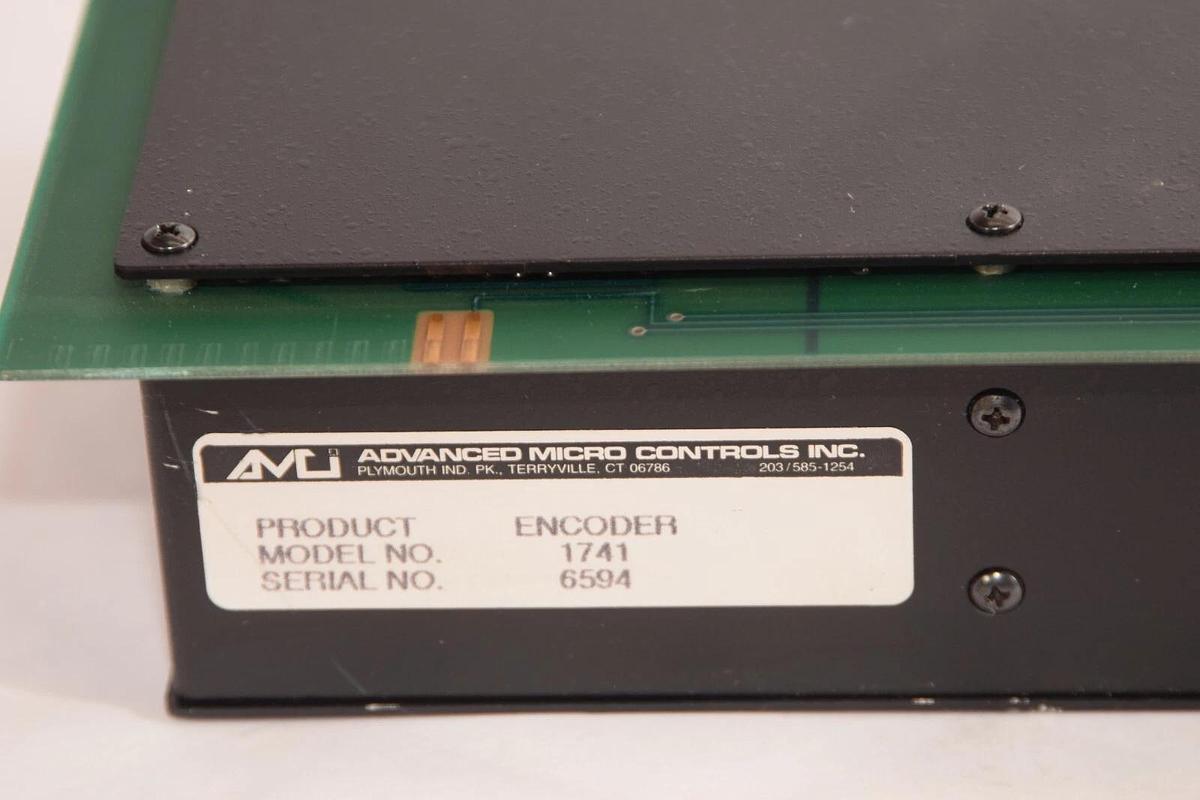 AMCi ADVANCED MICRO CONTROLS INC.
PLYMOUTH IND. PK., TERRYVILLE, CT 06786 203/585-1254
PRODUCT ENCODER
MODEL NO. 1741
SERIAL NO. 6594